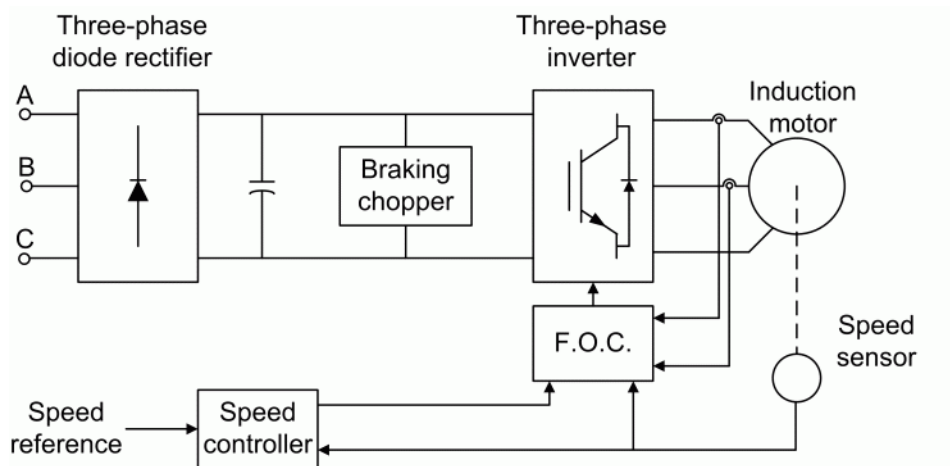 Three-phase
diode rectifier
Three-phase
inverter
Induction
motor
A
B
C
Braking
chopper
F.O.C.
Speed
sensor
Speed
reference
Speed
controller